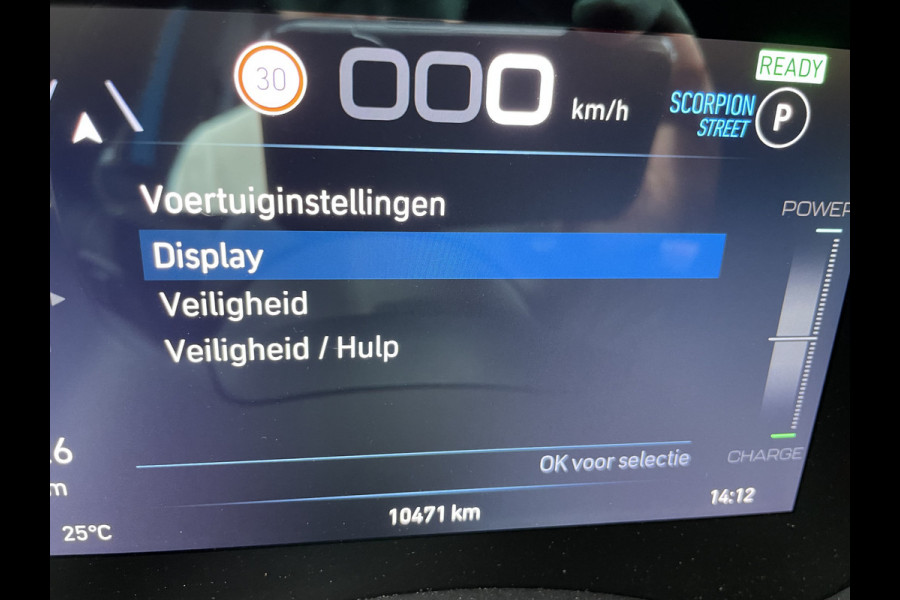 30
000 km/h
READY
SCORPION
STREET
P
Voertuiginstellingen
POWER
Display
Veiligheid
Veiligheid / Hulp
.6
m
OK voor selectie
CHARGE
25°C
10471 km
14:12